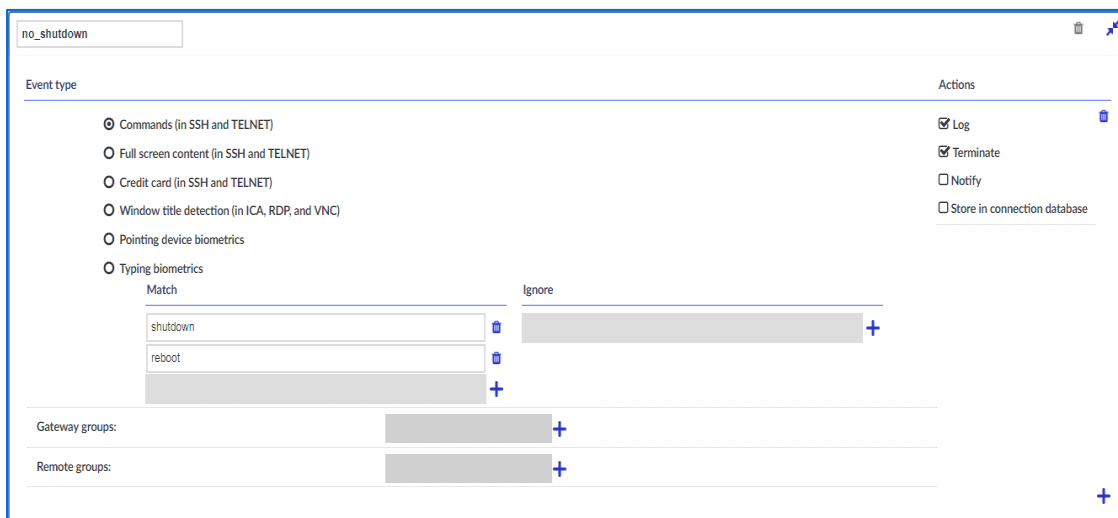 no_shutdown
Event type
Actions
Commands (in SSH and TELNET)
Log
Full screen content (in SSH and TELNET)
Terminate
Credit card (in SSH and TELNET)
Notify
Window title detection (in ICA, RDP, and VNC)
Store in connection database
Pointing device biometrics
Typing biometrics
Match
Ignore
shutdown
reboot
Gateway groups:
Remote groups: